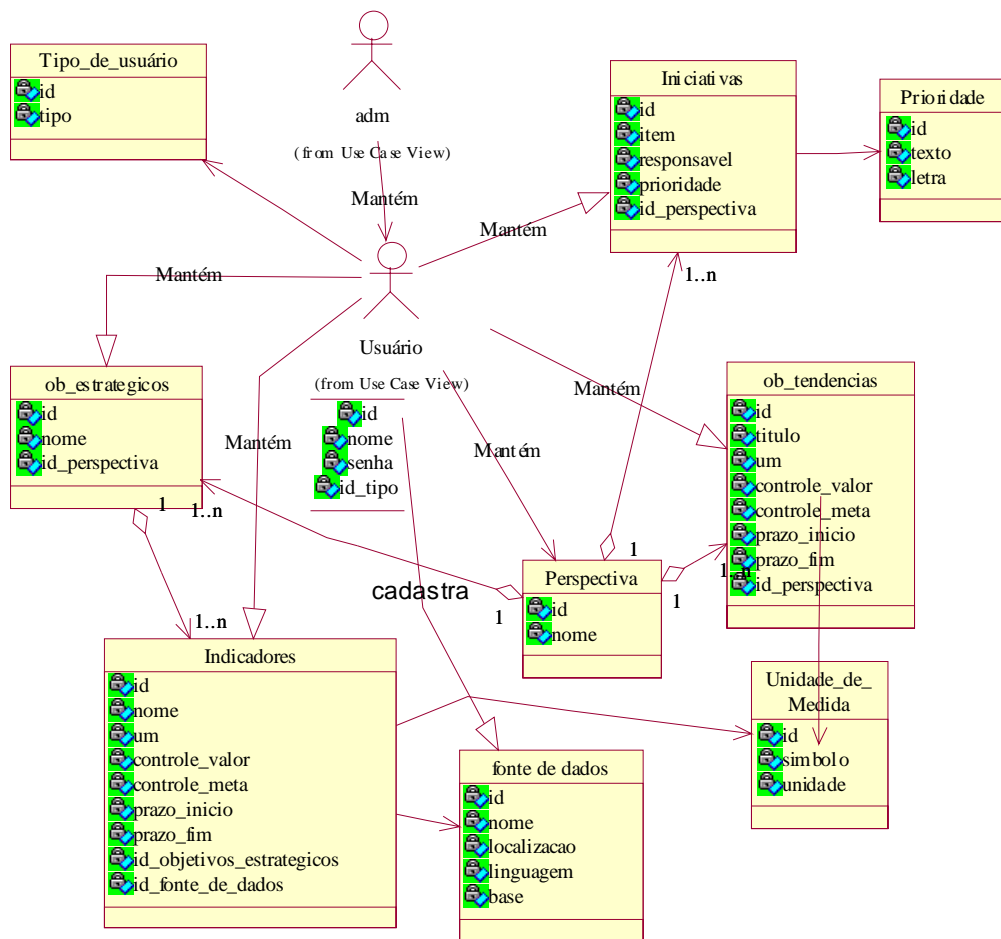 Tipo_de_usuário
id
tipo
adm
(from Use Case View)
Mantém
Iniciativas
id
item
responsavel
prioridade
id_perspectiva
Prioridade
id
texto
letra
Mantém
Mantém
1..n
Usuário
(from Use Case View)
id
nome
senha
id_tipo
ob_estrategicos
id
nome
id_perspectiva
Mantém
Mantém
Mantém
ob_tendencias
id
titulo
um
controle_valor
controle_meta
prazo_inicio
prazo_fim
id_perspectiva
1
1..n
1
1..n
1
1
Perspectiva
id
nome
cadastra
1..n
Indicadores
id
nome
um
controle_valor
controle_meta
prazo_inicio
prazo_fim
id_objetivos_estrategicos
id_fonte_de_dados
fonte de dados
id
nome
localizacao
linguagem
base
Unidade_de_
Medida
id
simbolo
unidade